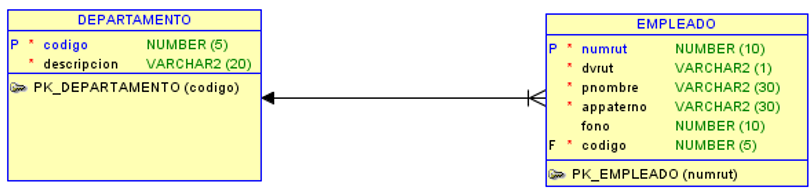 DEPARTAMENTO
P * codigo NUMBER (5)
* descripcion VARCHAR2 (20)
PK_DEPARTAMENTO (codigo)
EMPLEADO
P * numrut NUMBER (10)
* dvrut VARCHAR2 (1)
* pnombre VARCHAR2 (30)
* appaterno VARCHAR2 (30)
fono NUMBER (10)
F * codigo NUMBER (5)
PK_EMPLEADO (numrut)